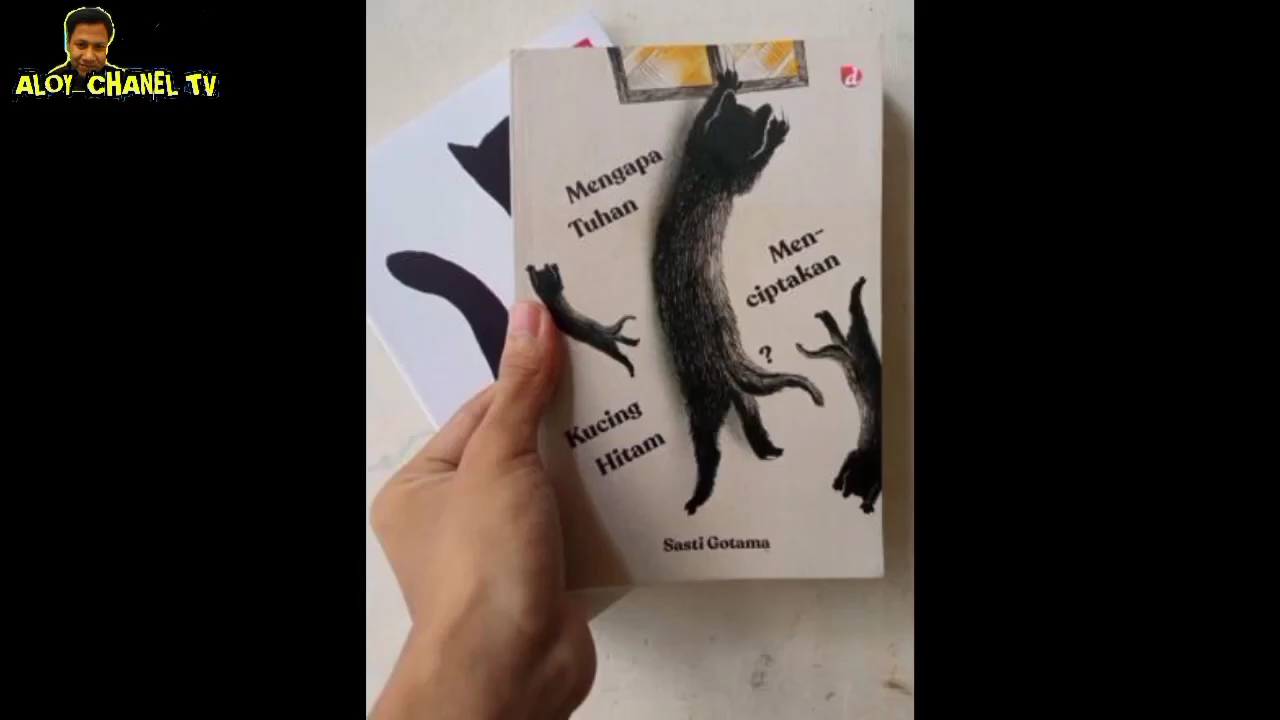 ALOY CHANEL TV
d
Mengapa
Tuhan
Men-
ciptakan
?
Kucing
Hitam
Sasti Gotama